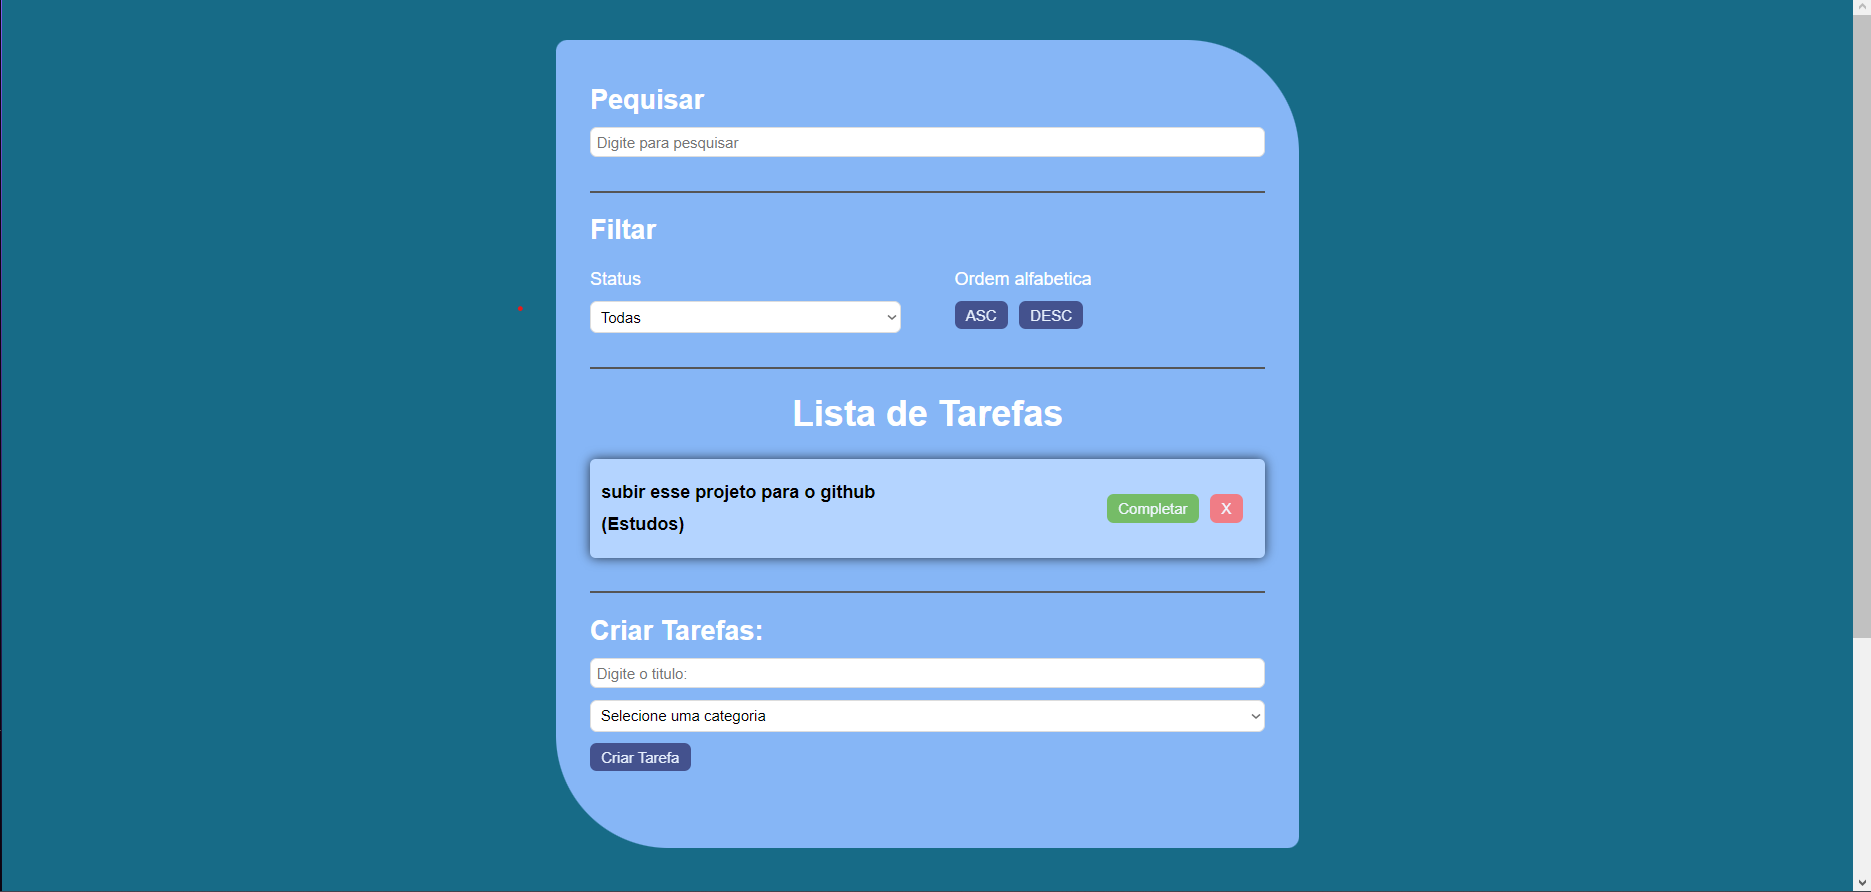 Pequisar
Digite para pesquisar
Filtar
Status
Ordem alfabetica
Todas
ASC
DESC
Lista de Tarefas
subir esse projeto para o github
(Estudos)
Completar
X
Criar Tarefas:
Digite o titulo:
Selecione uma categoria
Criar Tarefa